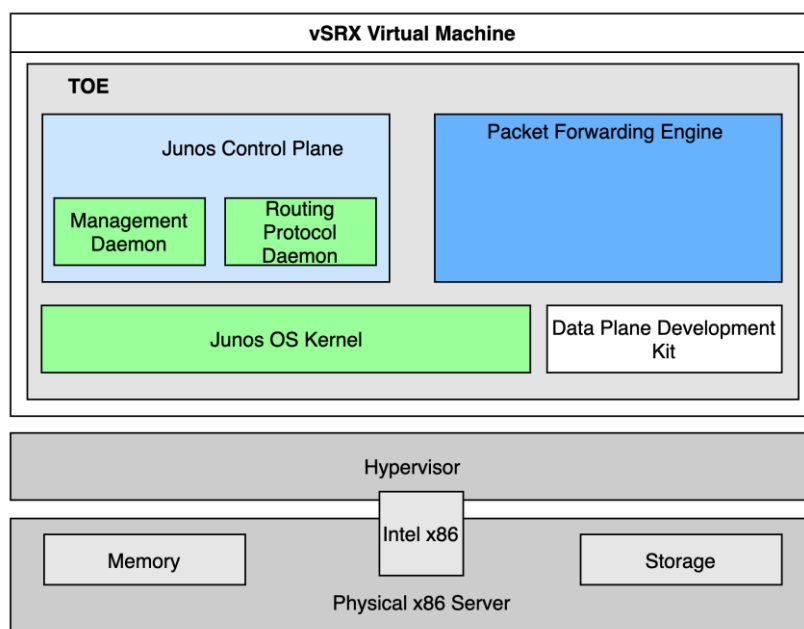 vSRX Virtual Machine
TOE
Junos Control Plane
Packet Forwarding Engine
Management
Daemon
Routing
Protocol
Daemon
Junos OS Kernel
Data Plane Development
Kit
Hypervisor
Intel x86
Memory
Storage
Physical x86 Server